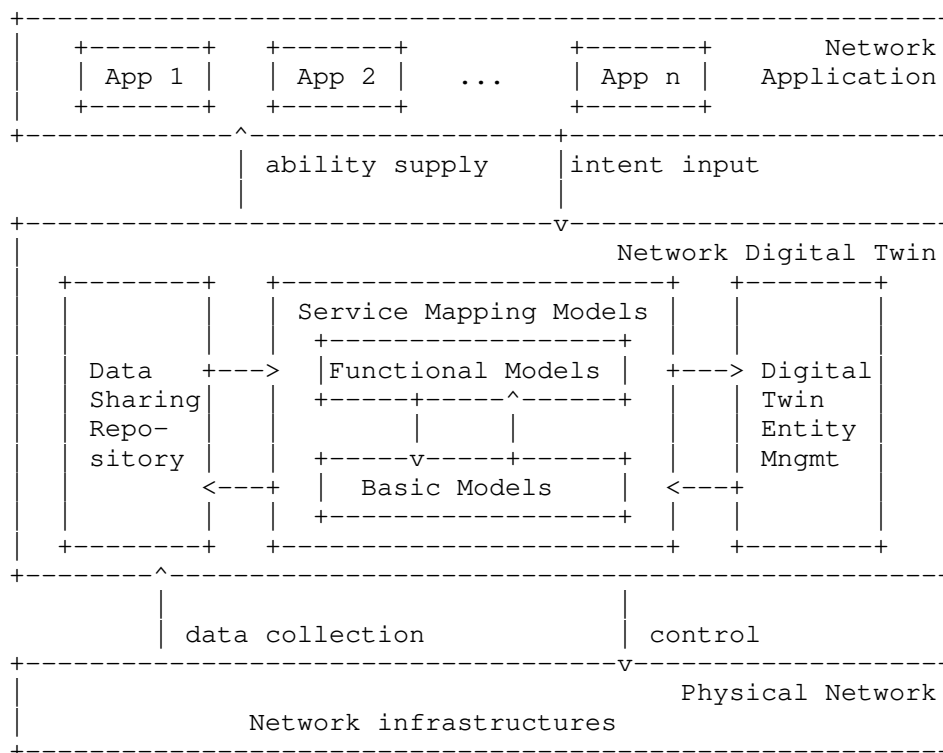 Network
App 1 App 2 ... App n Application
ability supply intent input
Network Digital Twin
Service Mapping Models
Data Functional Models Digital
Sharing Twin
Repo- Entity
sitory Mngmt
Basic Models
data collection control
Physical Network
Network infrastructures